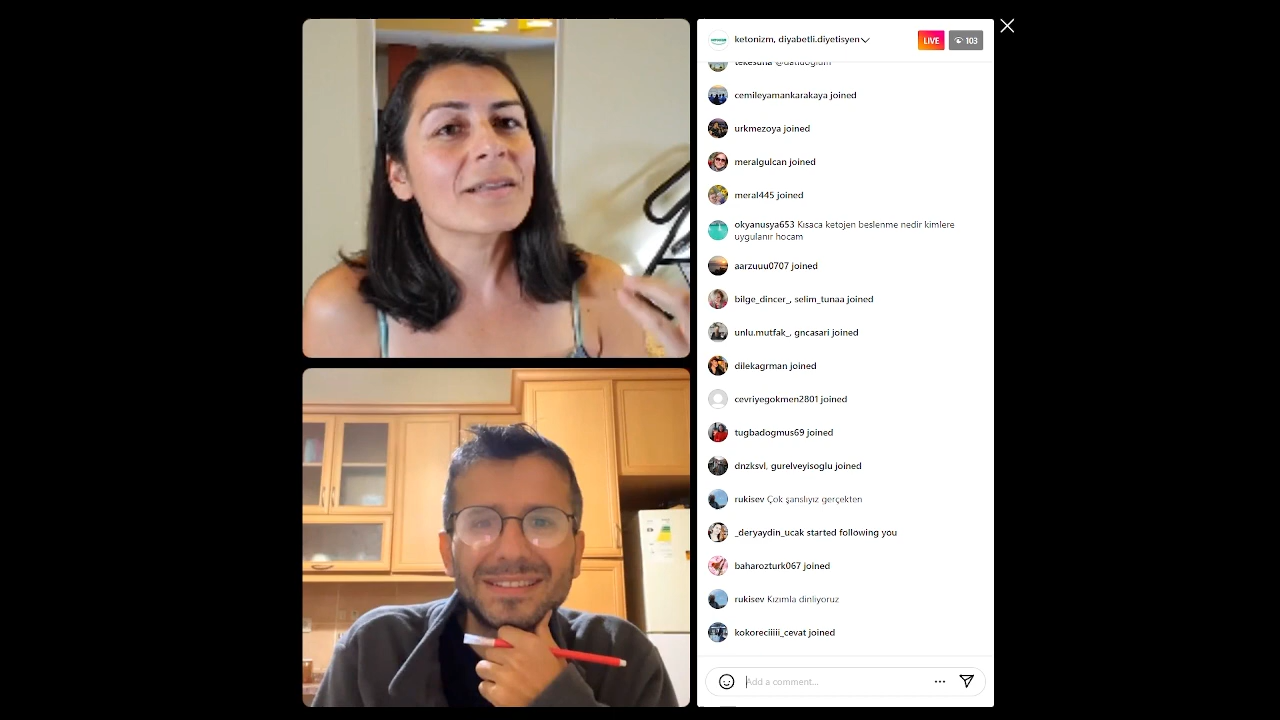 ketonizm, diyabetli.diyetisyen
LIVE
103
cemileyamankarakaya joined
urkmezoya joined
meralgulcan joined
meral445 joined
okyanusya653 Kısaca ketojen beslenme nedir kimlere
uygulanır hocam
aarzuuu0707 joined
bilge_dincer_, selim_tunaa joined
unlu.mutfak_, gncasari joined
dilekagrman joined
cevriyegokmen2801 joined
tugbadogmus69 joined
dnzksvl, gurelveyisoglu joined
rukisev Çok şanslıyız gerçekten
_deryaydin_ucak started following you
baharozturk067 joined
rukisev Kızımla dinliyoruz
kokoreciiiii_cevat joined
Add a comment...